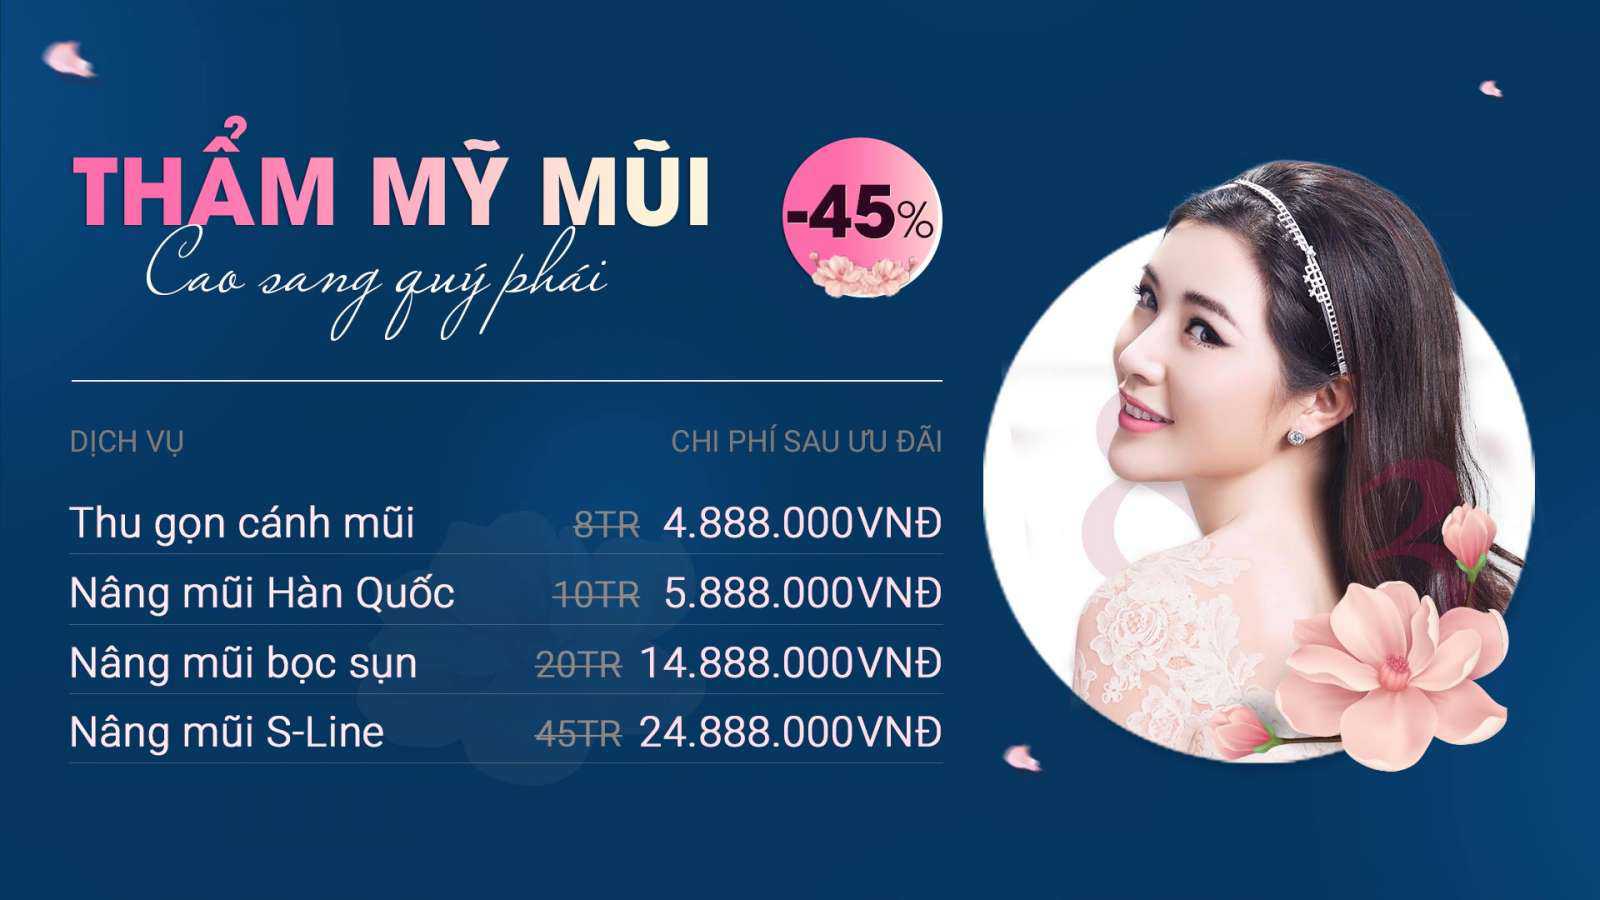 THẨM MỸ MŨI
Cao sang quý phái
-45%
DỊCH VỤ CHI PHÍ SAU ƯU ĐÃI
Thu gọn cánh mũi 8TR 4.888.000VNĐ
Nâng mũi Hàn Quốc 10TR 5.888.000VNĐ
Nâng mũi bọc sụn 20TR 14.888.000VNĐ
Nâng mũi S-Line 45TR 24.888.000VNĐ
8 3